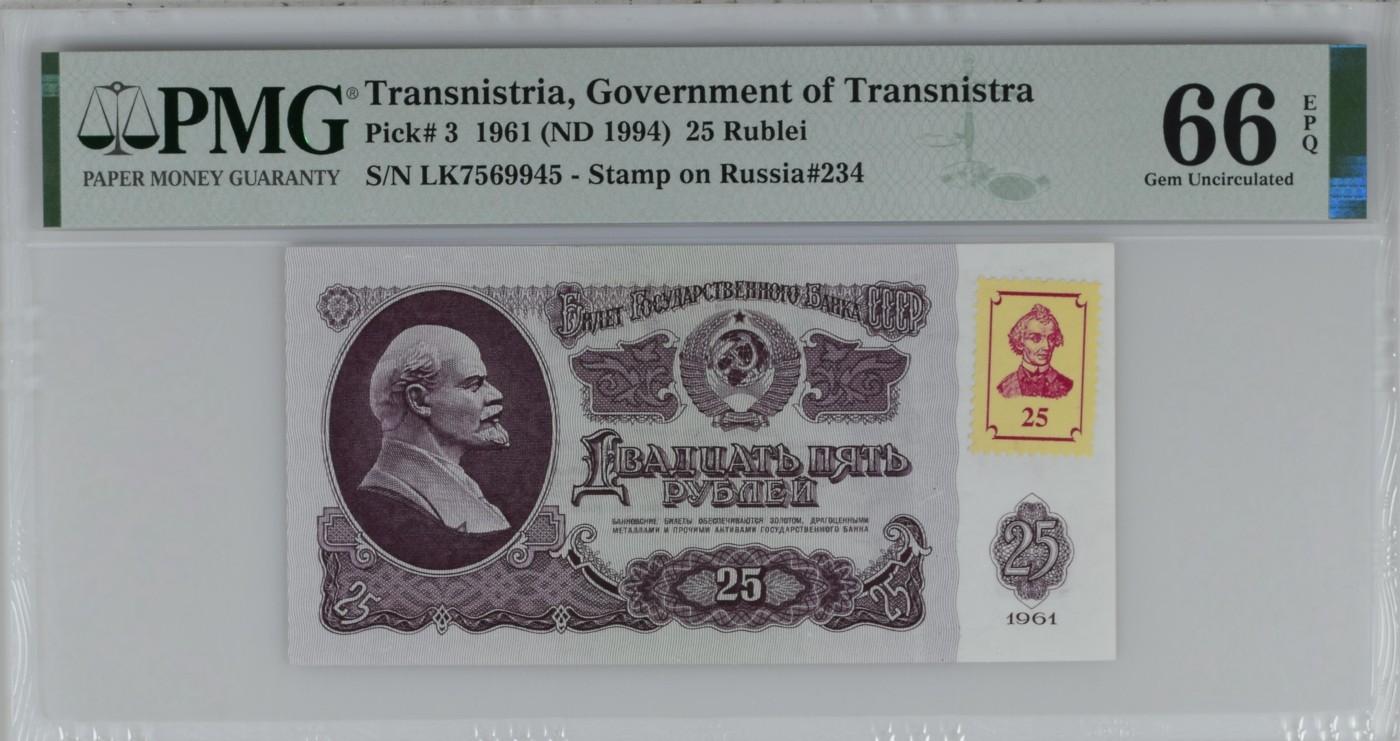 PMG®
PAPER MONEY GUARANTY
Transnistria, Government of Transnistra
Pick# 3 1961 (ND 1994) 25 Rublei
S/N LK7569945 - Stamp on Russia#234
66
EPQ
Gem Uncirculated
Билет Государственного Банка СССР
25
Двадцать пять
рублей
БАНКОВСКИЕ БИЛЕТЫ ОБЕСПЕЧИВАЮТСЯ ЗОЛОТОМ, ДРАГОЦЕННЫМИ
МЕТАЛЛАМИ И ПРОЧИМИ АКТИВАМИ ГОСУДАРСТВЕННОГО БАНКА
25
25
25
25
1961